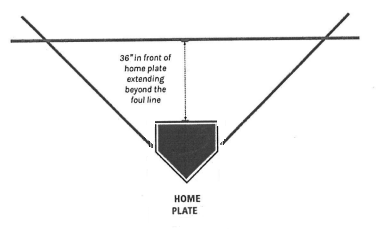 36" in front of
home plate
extending
beyond the
foul line
HOME
PLATE